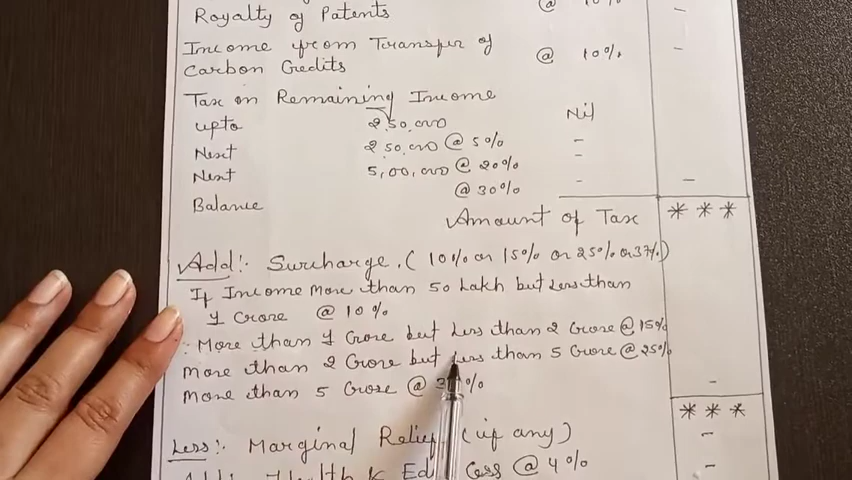 Royalty of Patents @ 10% -
Income from Transfer of
Carbon Credits @ 10% -
Tax on Remaining Income
upto 2,50,000 Nil
Next 2,50,000 @ 5% -
Next 5,00,000 @ 20% -
Balance @ 30% - -
Amount of Tax ***
Add:- Surcharge. (10% or 15% or 25% or 37%)
If Income More than 50 Lakh but Less than
1 Crore @ 10%
: More than 1 Crore but Less than 2 Crore @ 15%
more than 2 Crore but Less than 5 Crore @ 25%
more than 5 Crore @ % -
***
Less:- Marginal Relief (if any) -
Health & Edu Cess @ 4% -